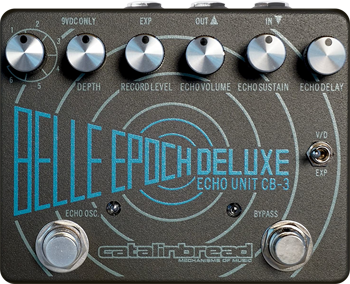 9VDC ONLY EXP OUT ▲ IN ▼
1 2 3 4 5 6
DEPTH RECORD LEVEL ECHO VOLUME ECHO SUSTAIN ECHO DELAY
BELLE EPOCH DELUXE
ECHO UNIT CB-3
V/D
EXP
ECHO OSC BYPASS
catalinbread
MECHANISMS OF MUSIC